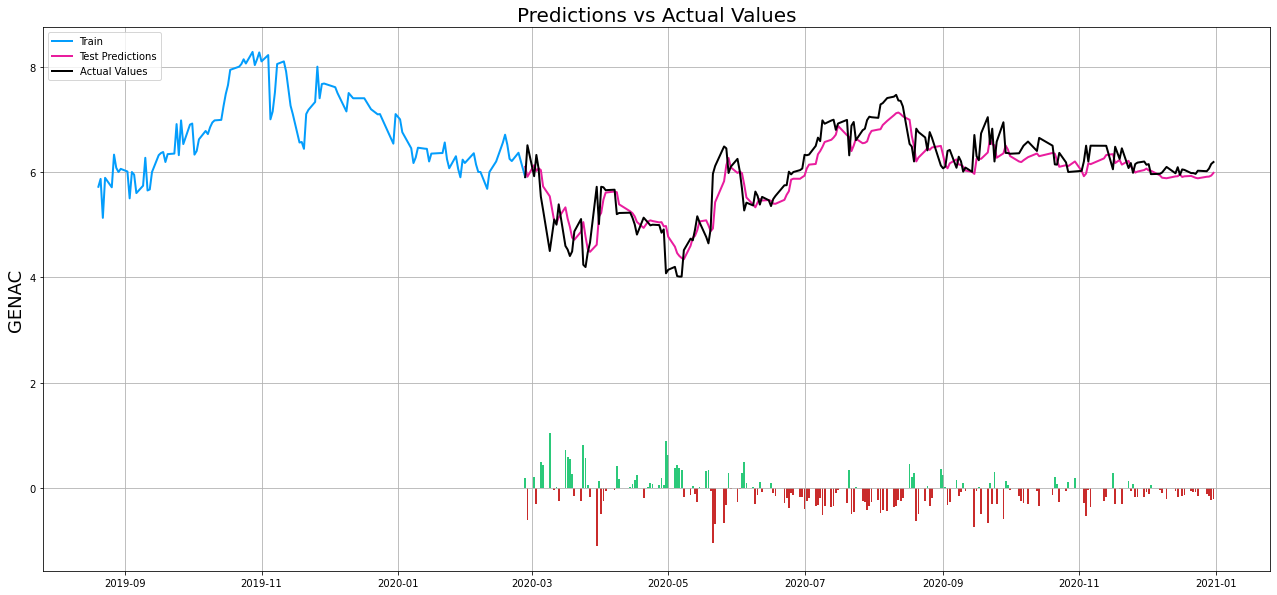 Predictions vs Actual Values
Train
Test Predictions
Actual Values
GENAC
8
6
4
2
0
2019-09
2019-11
2020-01
2020-03
2020-05
2020-07
2020-09
2020-11
2021-01